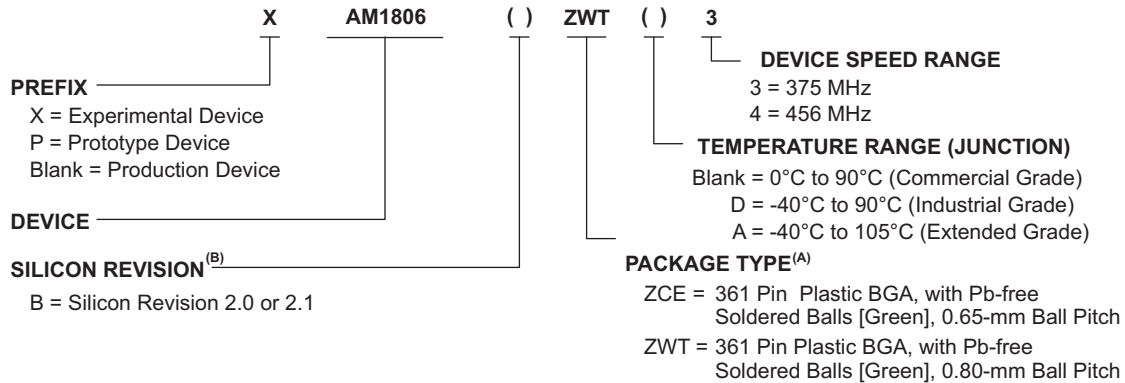 X AM1806 ( ) ZWT ( ) 3
PREFIX
X = Experimental Device
P = Prototype Device
Blank = Production Device
DEVICE
SILICON REVISION(B)
B = Silicon Revision 2.0 or 2.1
DEVICE SPEED RANGE
3 = 375 MHz
4 = 456 MHz
TEMPERATURE RANGE (JUNCTION)
Blank = 0°C to 90°C (Commercial Grade)
D = -40°C to 90°C (Industrial Grade)
A = -40°C to 105°C (Extended Grade)
PACKAGE TYPE(A)
ZCE = 361 Pin Plastic BGA, with Pb-free
Soldered Balls [Green], 0.65-mm Ball Pitch
ZWT = 361 Pin Plastic BGA, with Pb-free
Soldered Balls [Green], 0.80-mm Ball Pitch